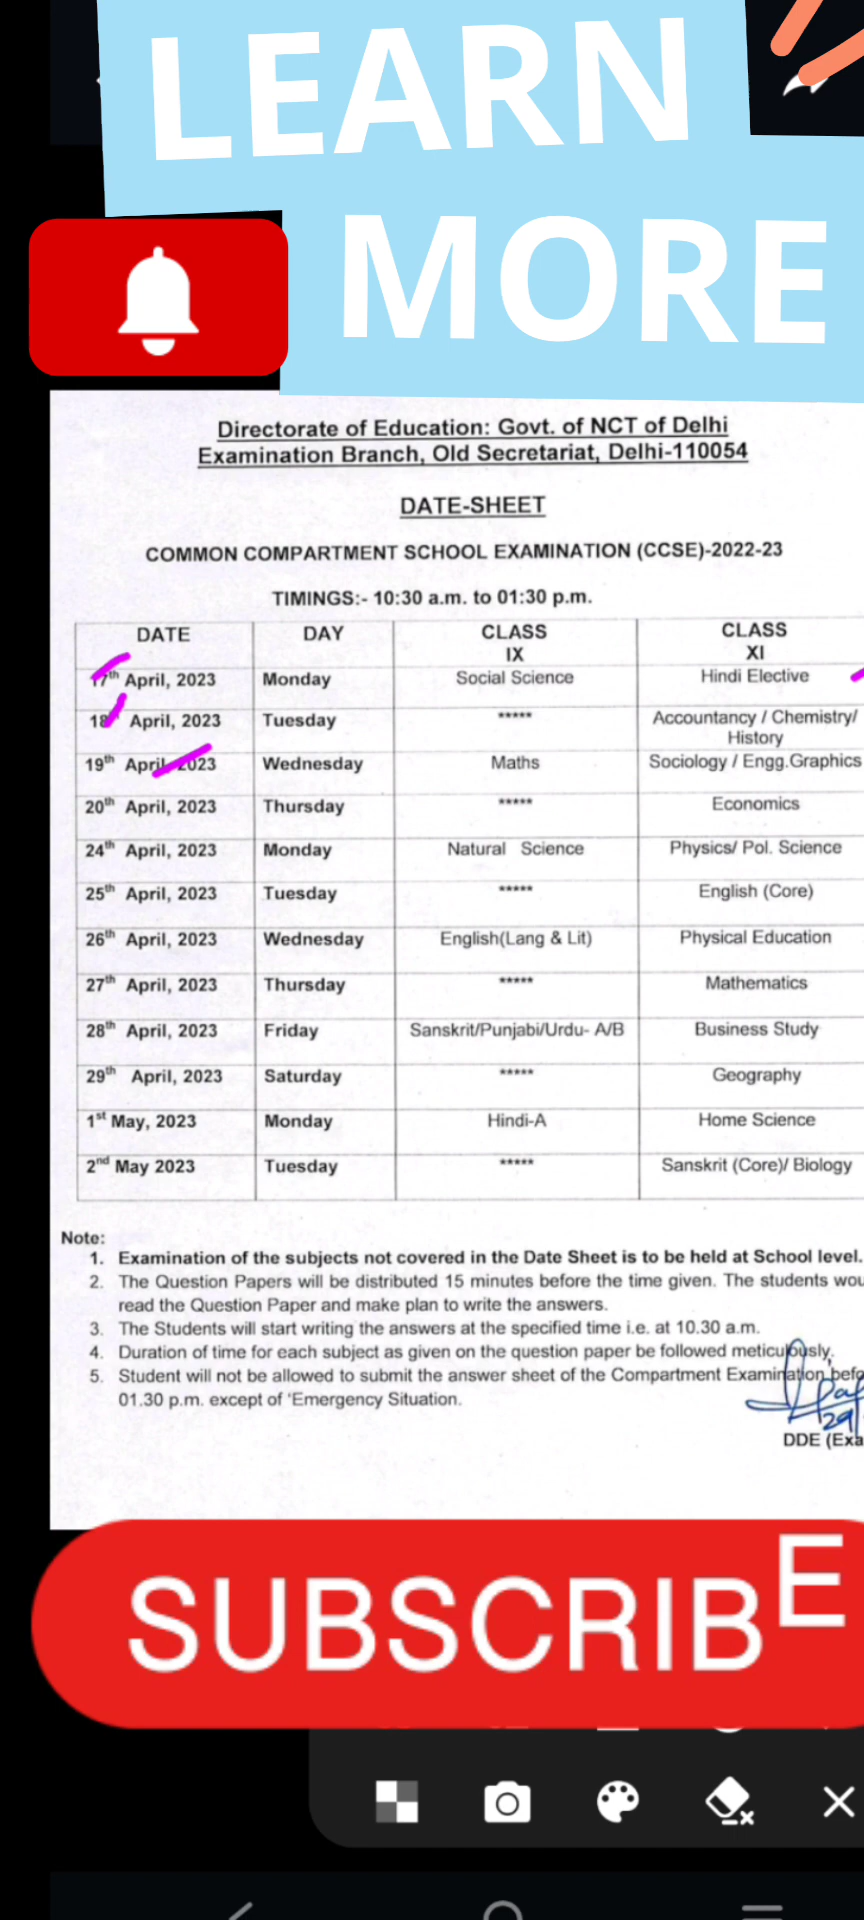 LEARN
MORE
Directorate of Education: Govt. of NCT of Delhi
Examination Branch, Old Secretariat, Delhi-110054
DATE-SHEET
COMMON COMPARTMENT SCHOOL EXAMINATION (CCSE)-2022-23
TIMINGS:- 10:30 a.m. to 01:30 p.m.
DATE DAY CLASS IX CLASS XI
17th April, 2023 Monday Social Science Hindi Elective
18 April, 2023 Tuesday ***** Accountancy / Chemistry/
History
19th April, 2023 Wednesday Maths Sociology / Engg.Graphics
20th April, 2023 Thursday ***** Economics
24th April, 2023 Monday Natural Science Physics/ Pol. Science
25th April, 2023 Tuesday ***** English (Core)
26th April, 2023 Wednesday English(Lang & Lit) Physical Education
27th April, 2023 Thursday ***** Mathematics
28th April, 2023 Friday Sanskrit/Punjabi/Urdu- A/B Business Study
29th April, 2023 Saturday ***** Geography
1st May, 2023 Monday Hindi-A Home Science
2nd May 2023 Tuesday ***** Sanskrit (Core)/ Biology
Note:
1. Examination of the subjects not covered in the Date Sheet is to be held at School level.
2. The Question Papers will be distributed 15 minutes before the time given. The students wou
read the Question Paper and make plan to write the answers.
3. The Students will start writing the answers at the specified time i.e. at 10.30 a.m.
4. Duration of time for each subject as given on the question paper be followed meticulously.
5. Student will not be allowed to submit the answer sheet of the Compartment Examination befo
01.30 p.m. except of 'Emergency Situation.
DDE (Exa
SUBSCRIBE